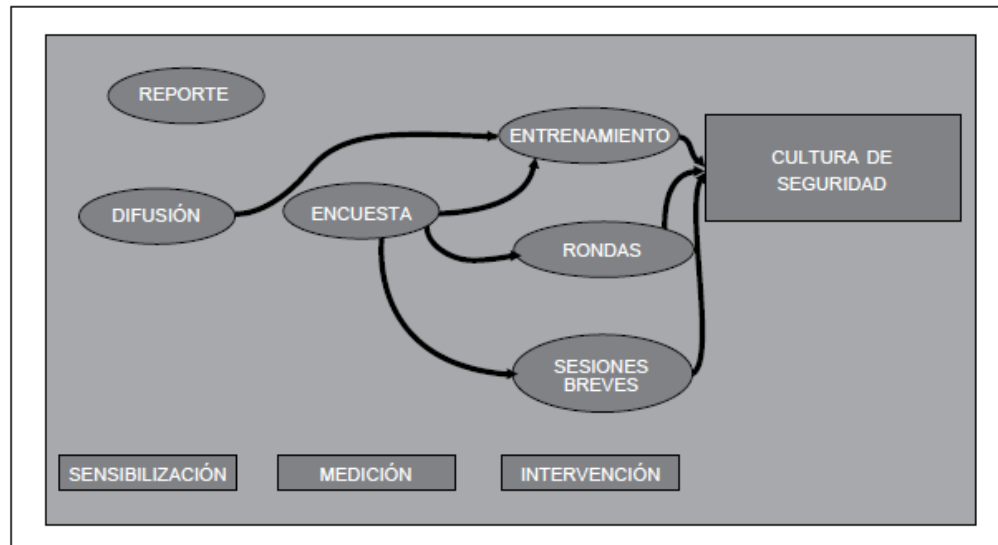 REPORTE
ENTRENAMIENTO
CULTURA DE
SEGURIDAD
DIFUSIÓN
ENCUESTA
RONDAS
SESIONES
BREVES
SENSIBILIZACIÓN
MEDICIÓN
INTERVENCIÓN